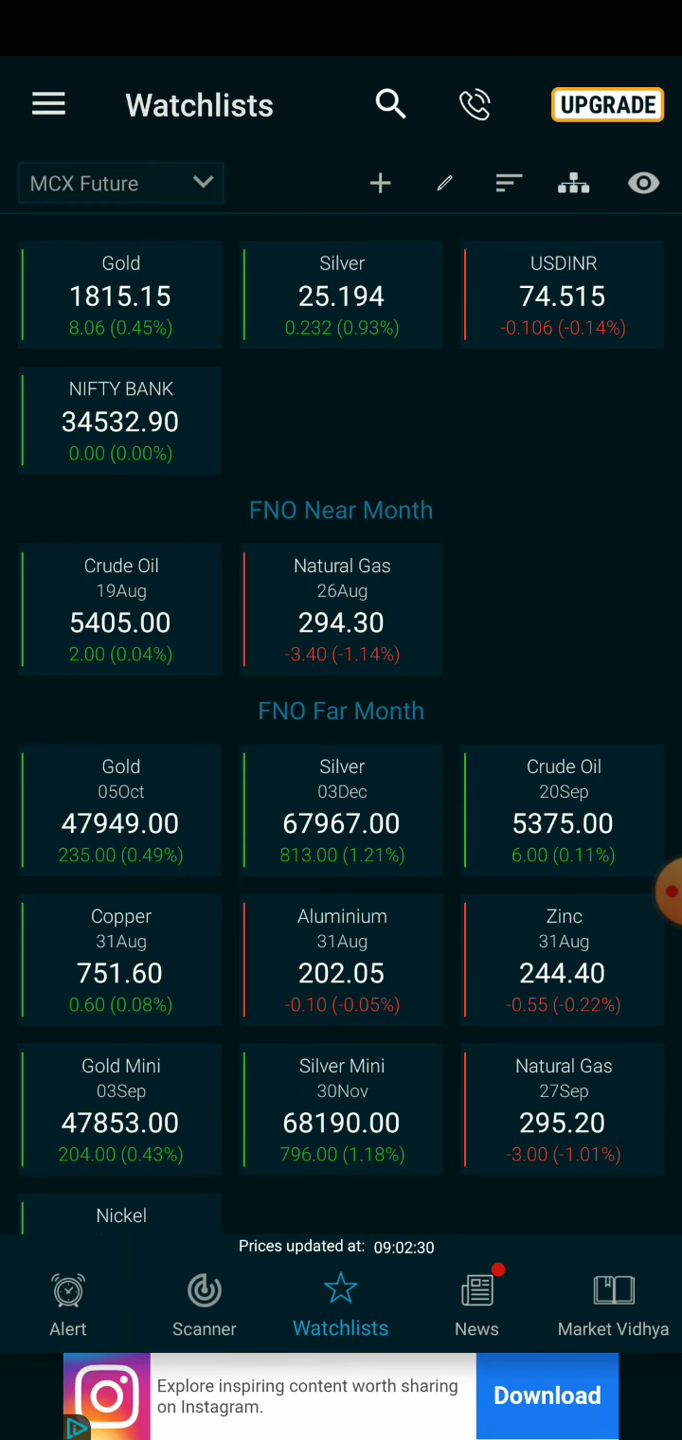 Watchlists
UPGRADE
MCX Future
Gold
1815.15
8.06 (0.45%)
Silver
25.194
0.232 (0.93%)
USDINR
74.515
-0.106 (-0.14%)
NIFTY BANK
34532.90
0.00 (0.00%)
FNO Near Month
Crude Oil
19Aug
5405.00
2.00 (0.04%)
Natural Gas
26Aug
294.30
-3.40 (-1.14%)
FNO Far Month
Gold
05Oct
47949.00
235.00 (0.49%)
Silver
03Dec
67967.00
813.00 (1.21%)
Crude Oil
20Sep
5375.00
6.00 (0.11%)
Copper
31Aug
751.60
0.60 (0.08%)
Aluminium
31Aug
202.05
-0.10 (-0.05%)
Zinc
31Aug
244.40
-0.55 (-0.22%)
Gold Mini
03Sep
47853.00
204.00 (0.43%)
Silver Mini
30Nov
68190.00
796.00 (1.18%)
Natural Gas
27Sep
295.20
-3.00 (-1.01%)
Nickel
Prices updated at: 09:02:30
Alert
Scanner
Watchlists
News
Market Vidhya
Explore inspiring content worth sharing
on Instagram.
Download